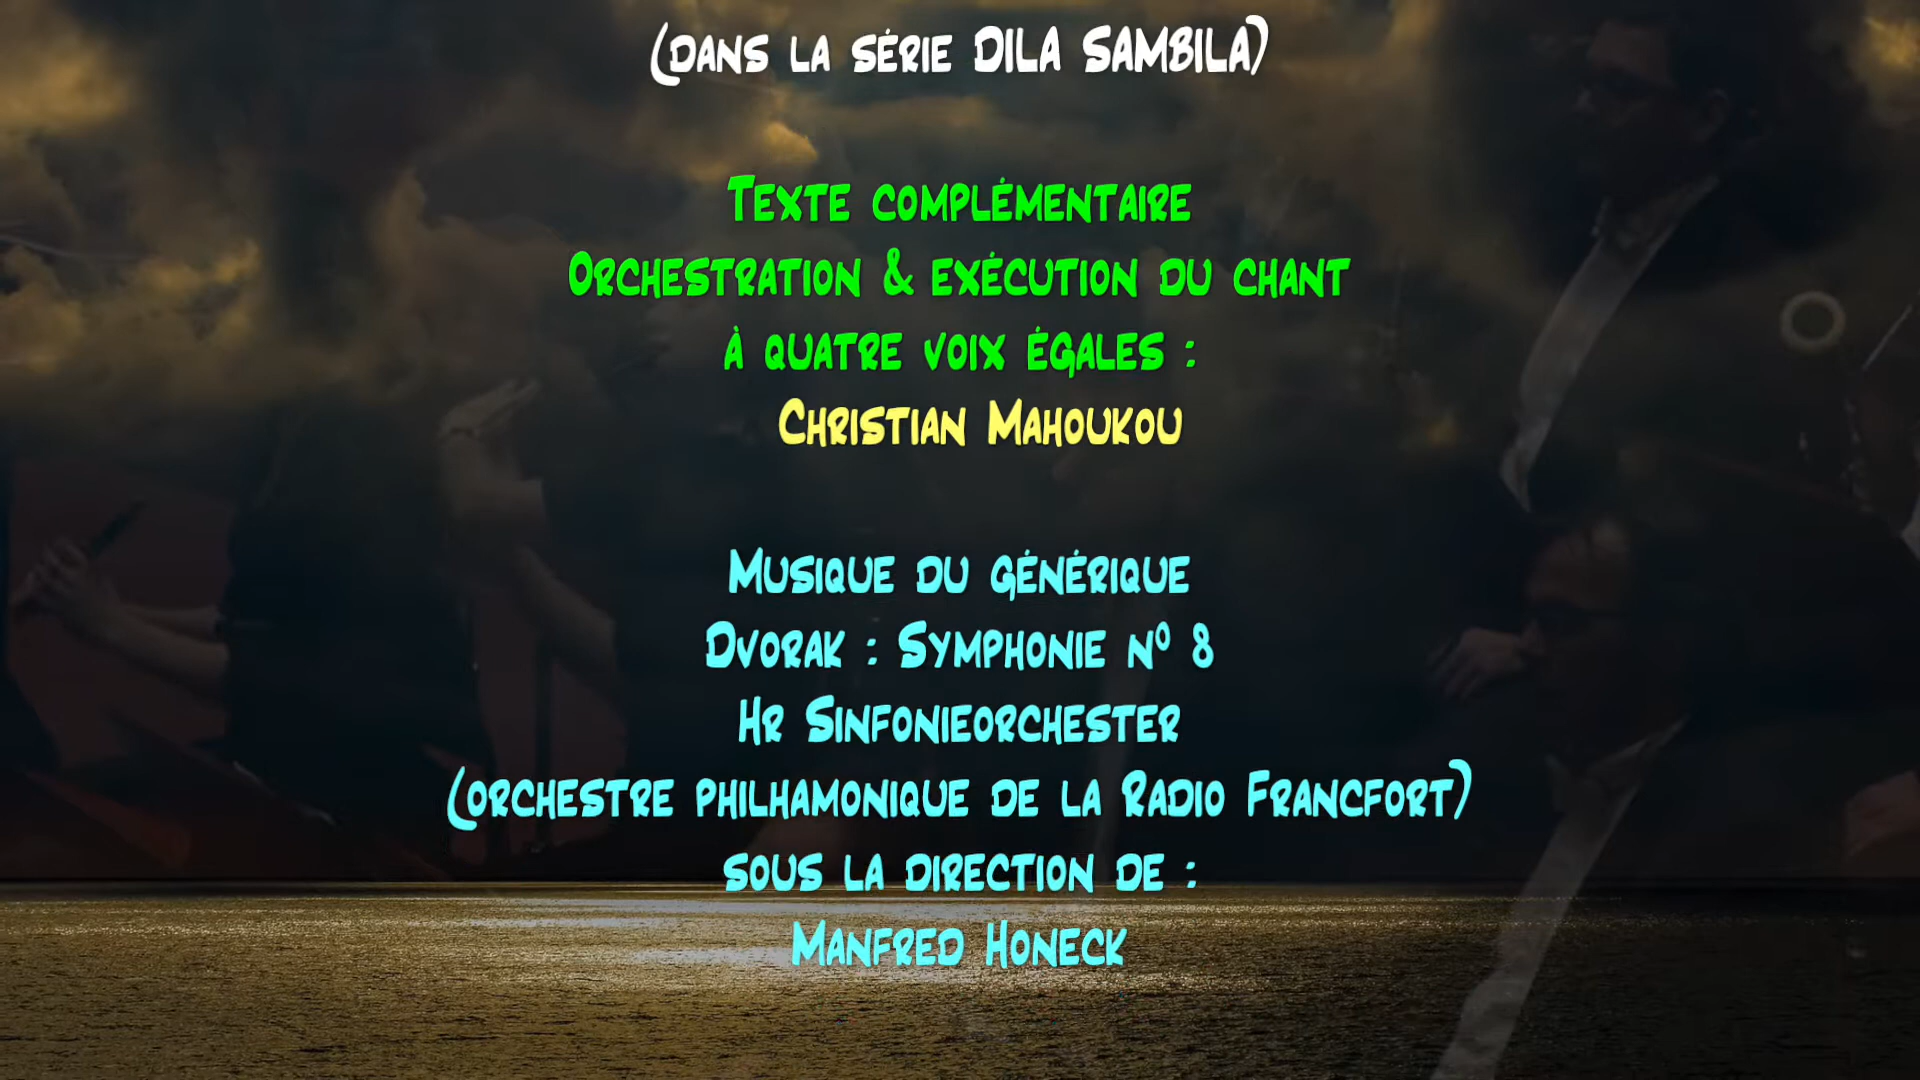 (dans la série DILA SAMBILA)
Texte complémentaire
Orchestration & exécution du chant
à quatre voix égales :
Christian Mahoukou
Musique du générique
Dvorak : Symphonie n° 8
Hr Sinfonieorchester
(orchestre philhamonique de la Radio Francfort)
sous la direction de :
Manfred Honeck